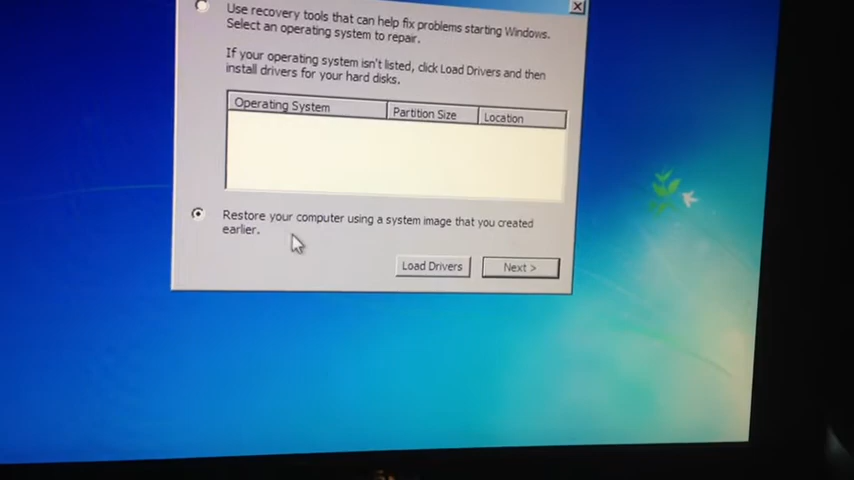 Use recovery tools that can help fix problems starting Windows.
Select an operating system to repair.
If your operating system isn't listed, click Load Drivers and then
install drivers for your hard disks.
Operating System Partition Size Location
Restore your computer using a system image that you created
earlier.
Load Drivers Next >